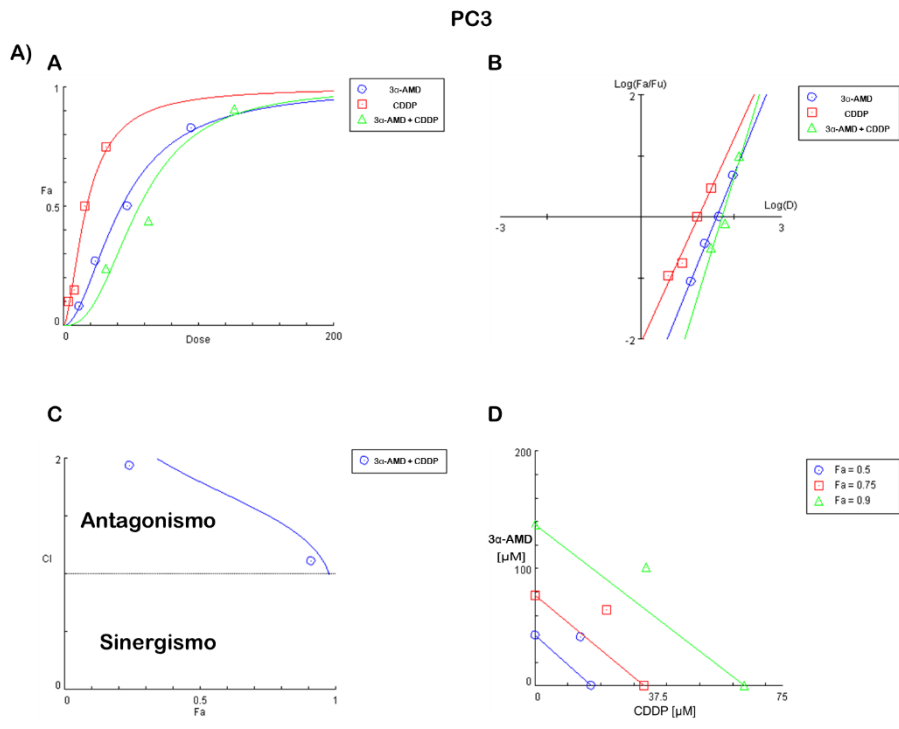 PC3
A)
A
1
Fa
0.5
0
0
Dose
200
3α-AMD
CDDP
3α-AMD + CDDP
B
Log(Fa/Fu)
2
Log(D)
-3
3
-2
3α-AMD
CDDP
3α-AMD + CDDP
C
2
Antagonismo
CI
Sinergismo
0
0.5
1
Fa
3α-AMD + CDDP
D
200
3α-AMD
[µM]
100
0
0
37.5
75
CDDP [µM]
Fa = 0.5
Fa = 0.75
Fa = 0.9